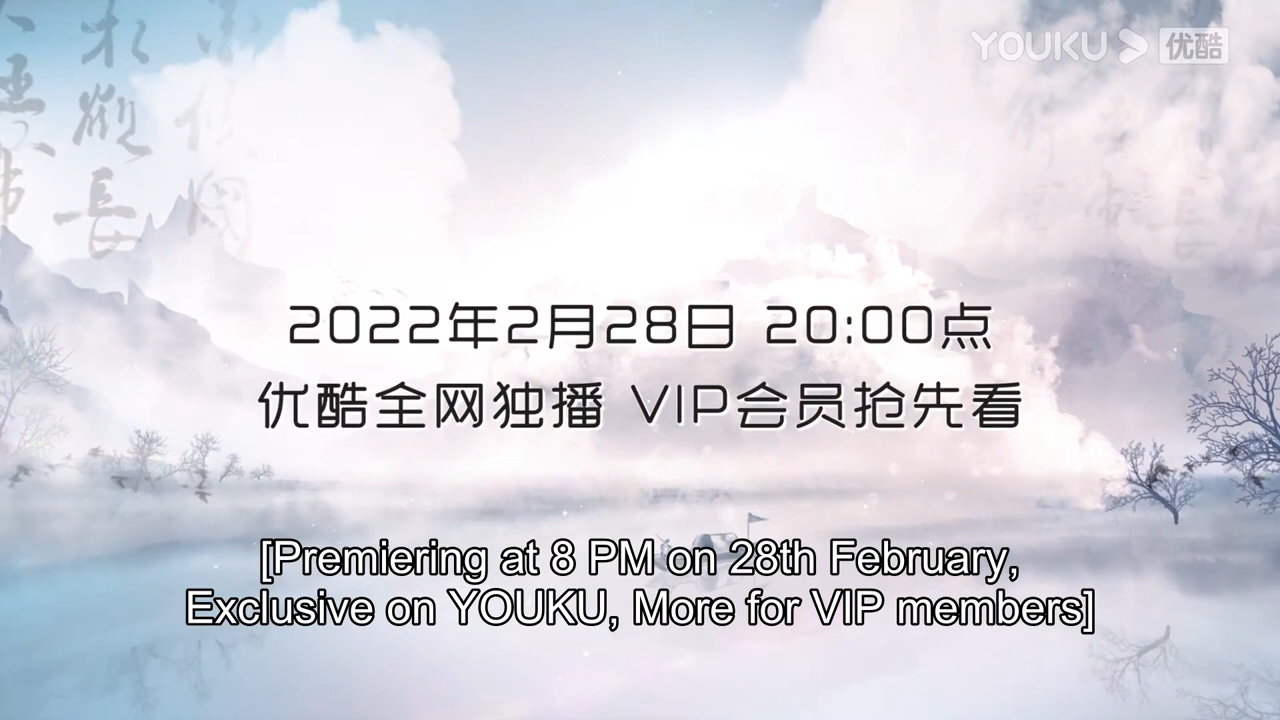 YOUKU 优酷
2022年2月28日 20:00点
优酷全网独播 VIP会员抢先看
[Premiering at 8 PM on 28th February,
Exclusive on YOUKU, More for VIP members]